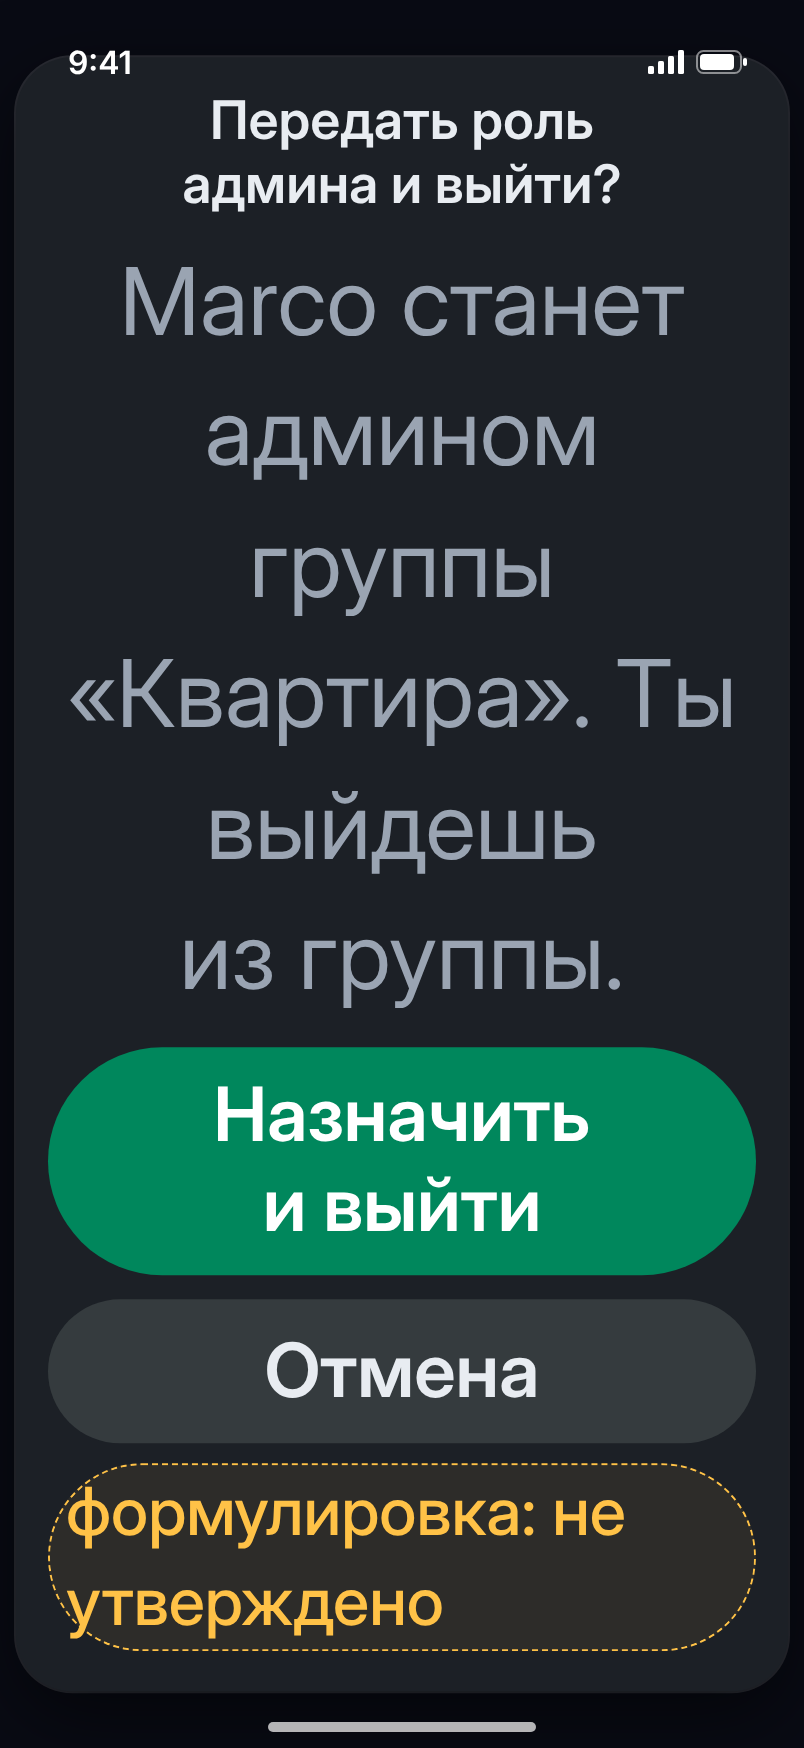 9:41
Передать роль
админа и выйти?
Marco станет
админом
группы
«Квартира». Ты
выйдешь
из группы.
Назначить
и выйти
Отмена
формулировка: не
утверждено